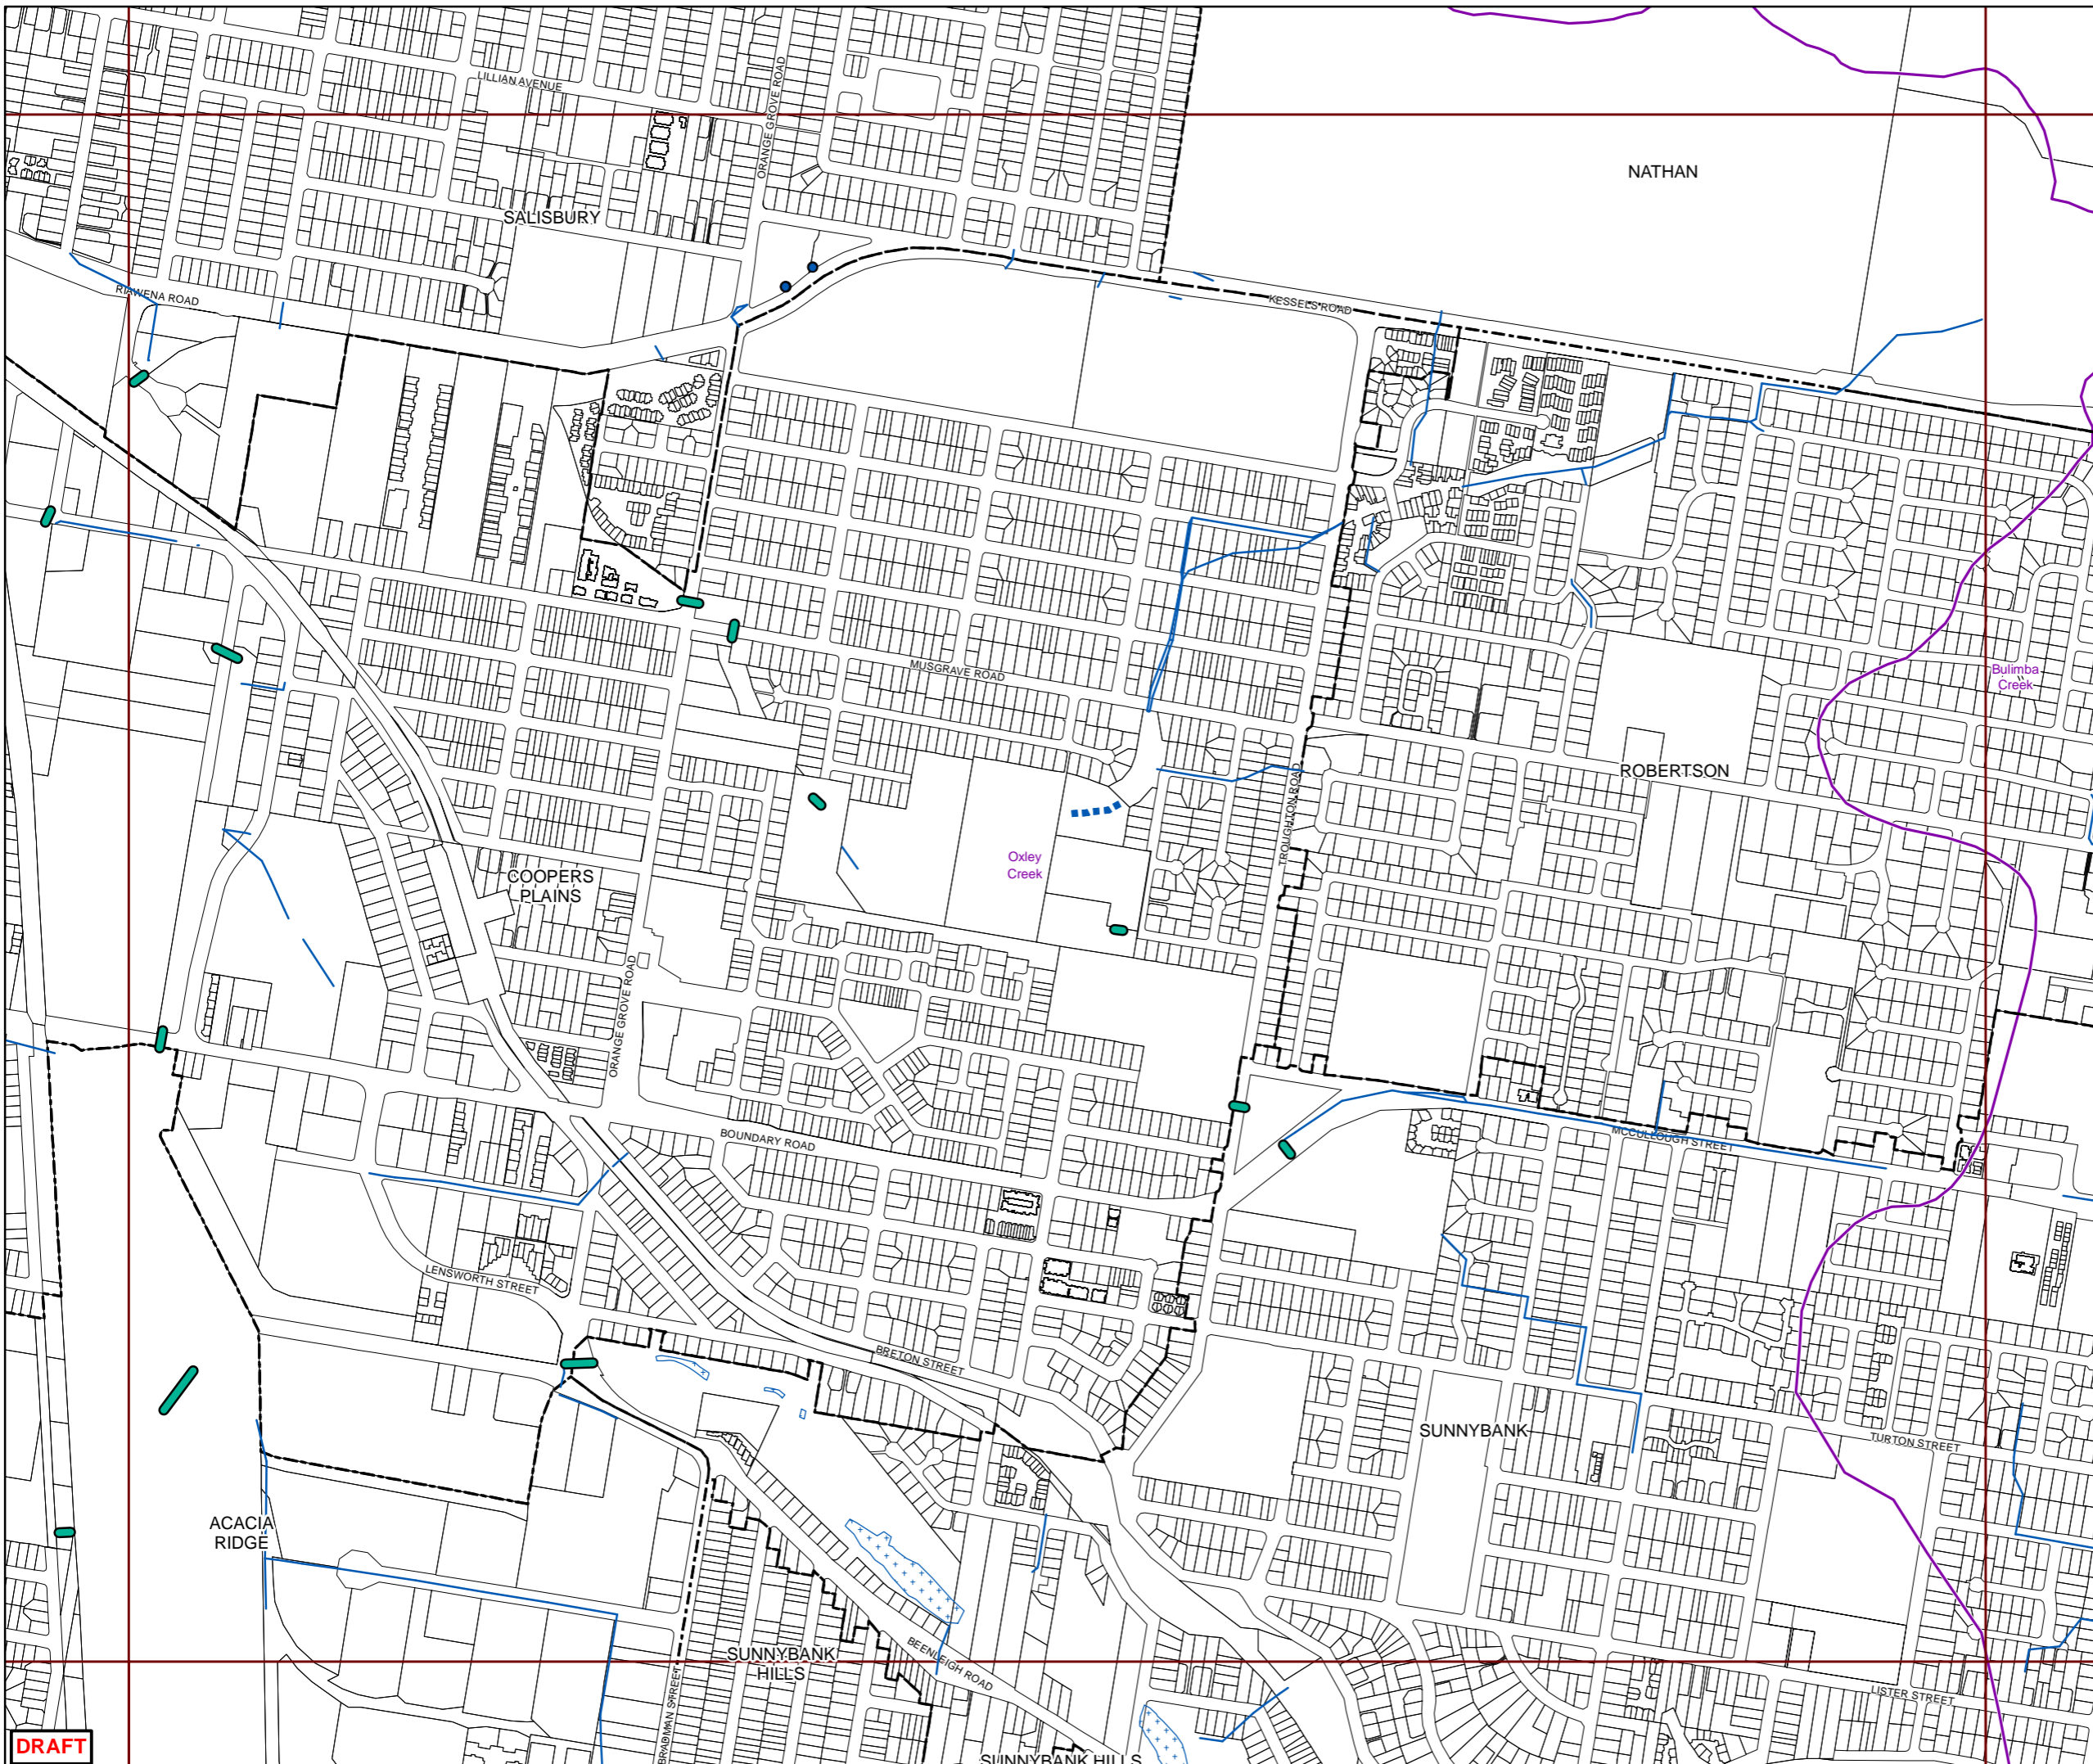 LILLIAN AVENUE
ORANGE GROVE ROAD
NATHAN
SALISBURY
RIAWENA ROAD
KESSELS ROAD
MUSGRAVE ROAD
Bulimba
Creek
ROBERTSON
TROUGHTON ROAD
Oxley
Creek
COOPERS
PLAINS
ORANGE GROVE ROAD
BOUNDARY ROAD
MCCULLOUGH STREET
LENSWORTH STREET
BRETON STREET
SUNNYBANK
TURTON STREET
ACACIA
RIDGE
SUNNYBANK
HILLS
BEENLEIGH ROAD
BRADMAN STREET
LISTER STREET
DRAFT
SUNNYBANK HILLS